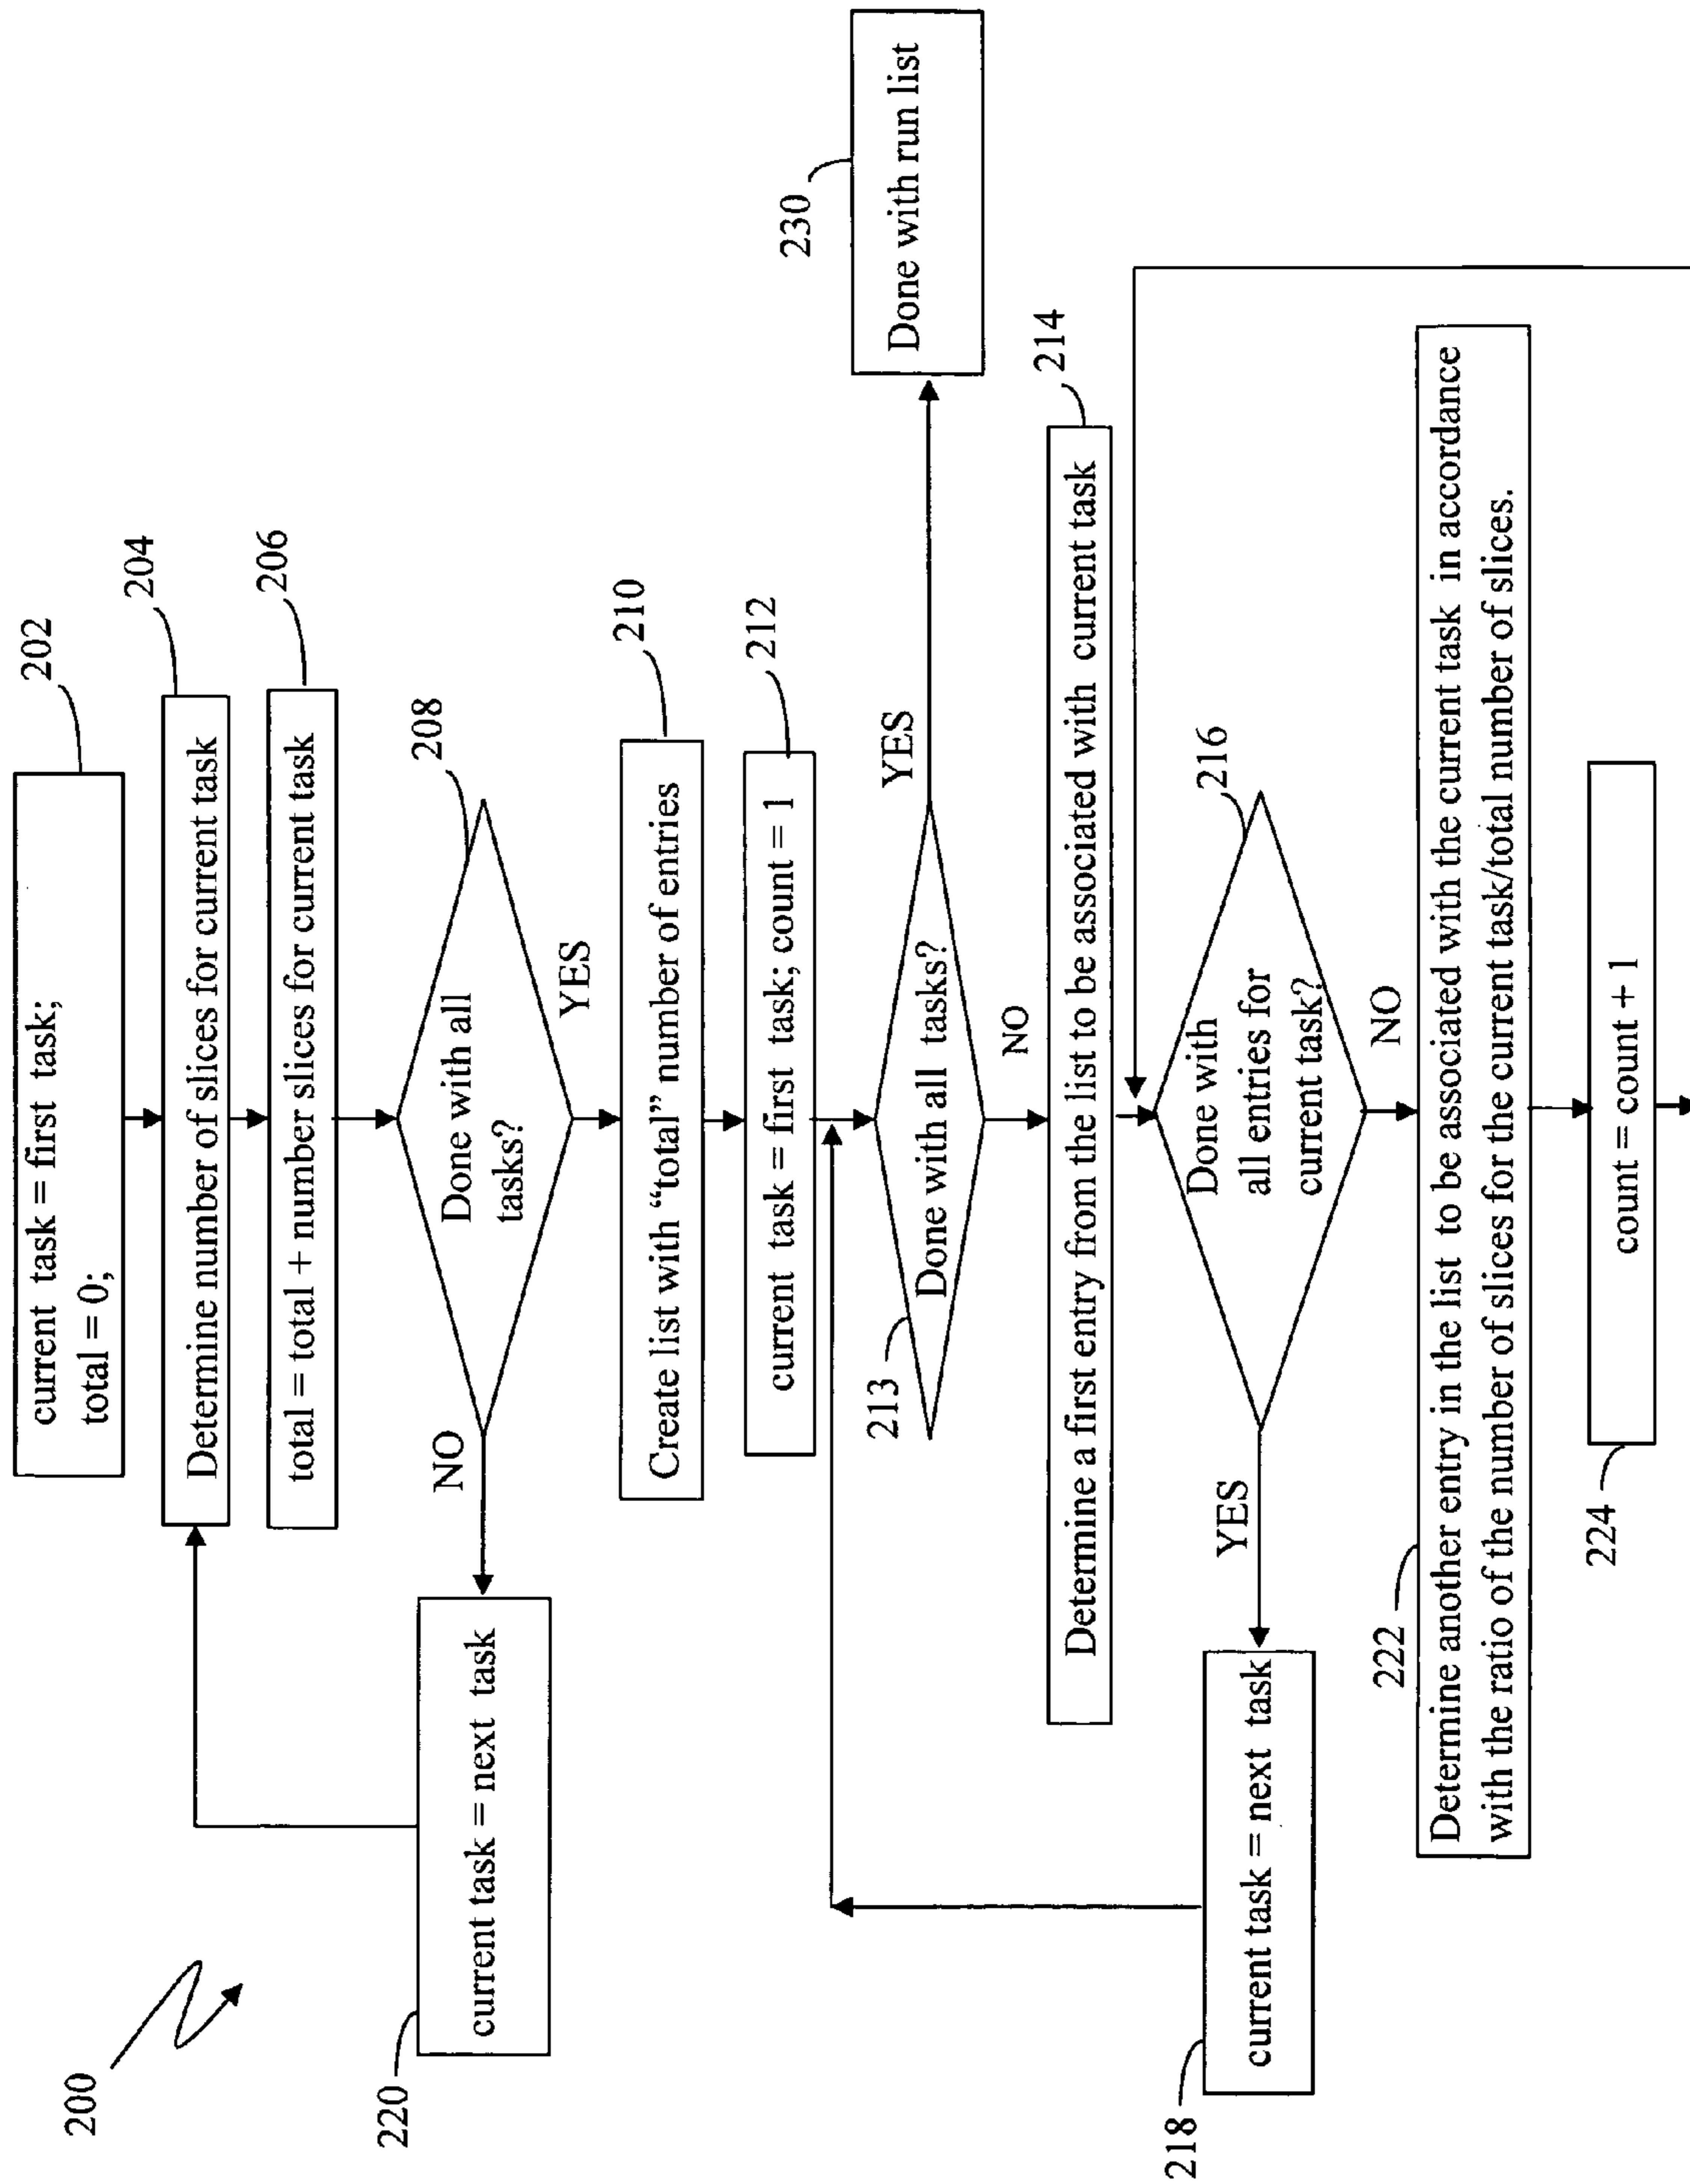 200
current task = first task;
total = 0;
202
Determine number of slices for current task
204
total = total + number slices for current task
206
Done with all
tasks?
208
NO
YES
220
current task = next task
Create list with “total” number of entries
210
current task = first task; count = 1
212
213
Done with all tasks?
YES
NO
230
Done with run list
Determine a first entry from the list to be associated with current task
214
Done with
all entries for
current task?
216
YES
NO
218
current task = next task
222
Determine another entry in the list to be associated with the current task in accordance
with the ratio of the number of slices for the current task/total number of slices.
224
count = count + 1